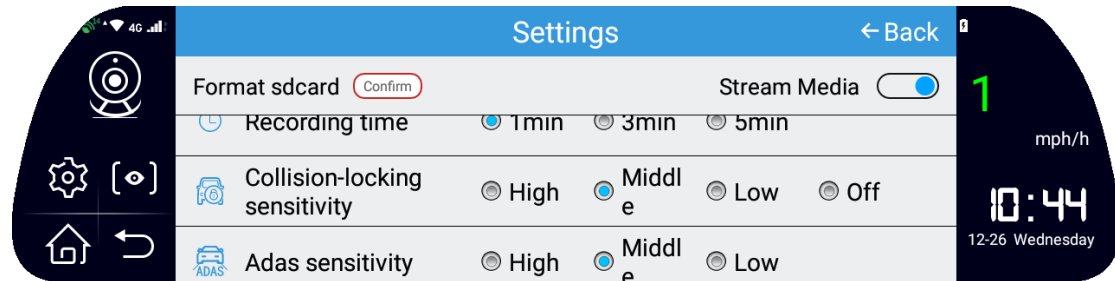 24
4G
Settings
←Back
Format sdcard Confirm
Stream Media
1
mph/h
Recording time 1min 3min 5min
Collision-locking
sensitivity
High
Middl
e
Low
Off
10:44
12-26 Wednesday
ADAS
Adas sensitivity
High
Middl
e
Low